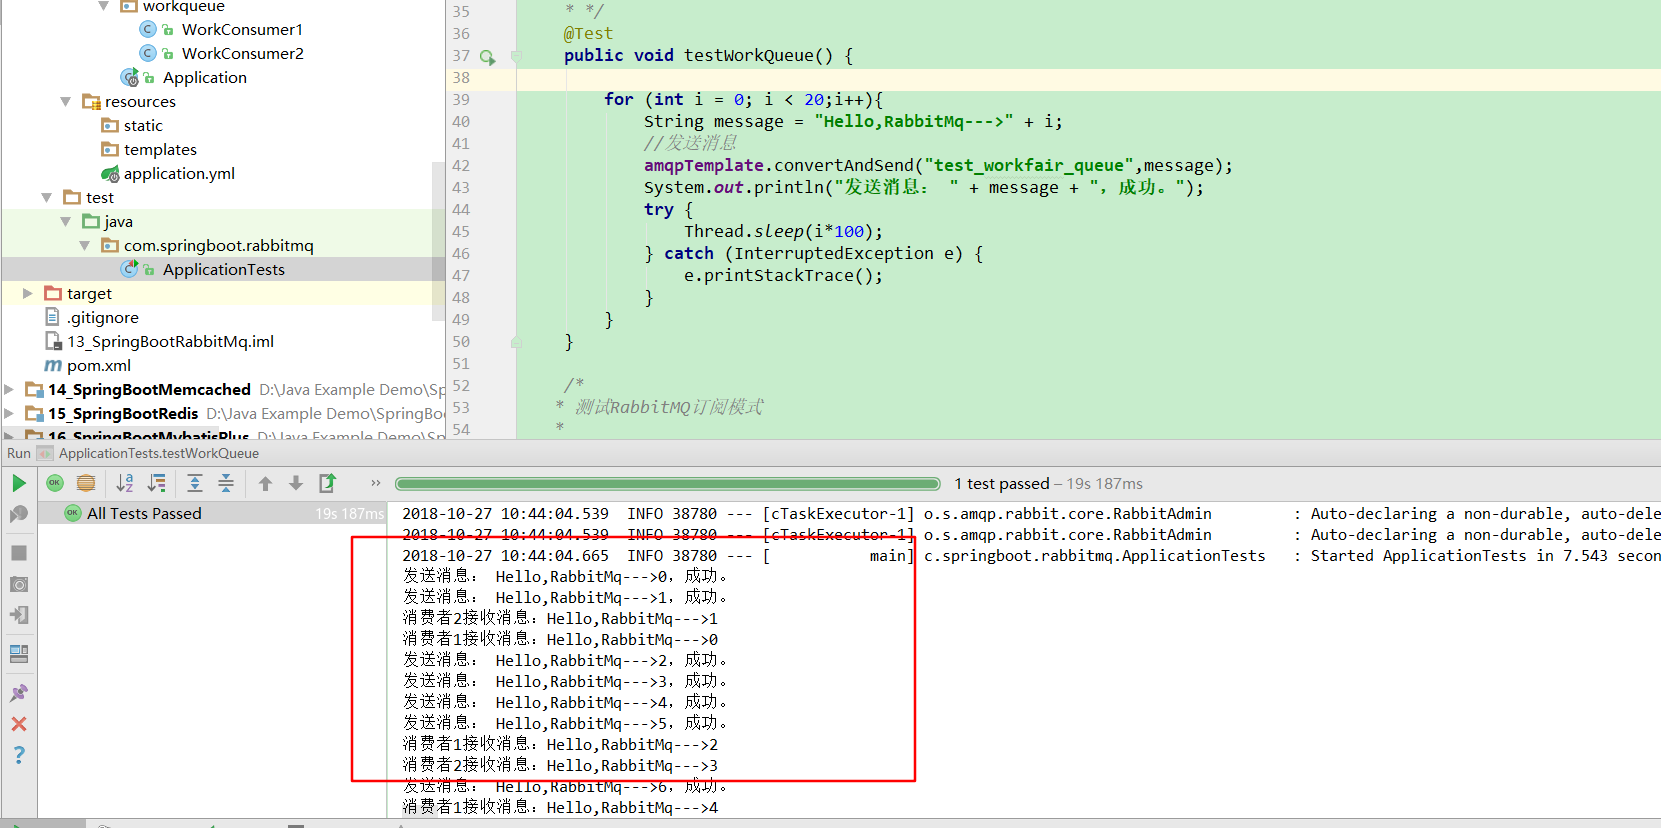 workqueue
WorkConsumer1
WorkConsumer2
Application
resources
static
templates
application.yml
test
java
com.springboot.rabbitmq
ApplicationTests
target
.gitignore
13_SpringBootRabbitMq.iml
pom.xml
14_SpringBootMemcached D:\Java Example Demo\Sp
15_SpringBootRedis D:\Java Example Demo\SpringBoo
16_SpringBootMybatisPlus D:\Java Example Demo\Sp
35 * */
36 @Test
37 public void testWorkQueue() {
38
39 for (int i = 0; i < 20;i++){
40 String message = "Hello,RabbitMq--->" + i;
41 //发送消息
42 amqpTemplate.convertAndSend("test_workfair_queue",message);
43 System.out.println("发送消息： " + message + "，成功。");
44 try {
45 Thread.sleep(i*100);
46 } catch (InterruptedException e) {
47 e.printStackTrace();
48 }
49 }
50 }
51
52 /*
53 * 测试RabbitMQ订阅模式
54 *
Run ApplicationTests.testWorkQueue
1 test passed – 19s 187ms
All Tests Passed 19s 187ms
2018-10-27 10:44:04.539 INFO 38780 --- [cTaskExecutor-1] o.s.amqp.rabbit.core.RabbitAdmin : Auto-declaring a non-durable, auto-dele
2018-10-27 10:44:04.539 INFO 38780 --- [cTaskExecutor-1] o.s.amqp.rabbit.core.RabbitAdmin : Auto-declaring a non-durable, auto-dele
2018-10-27 10:44:04.665 INFO 38780 --- [ main] c.springboot.rabbitmq.ApplicationTests : Started ApplicationTests in 7.543 secon
发送消息： Hello,RabbitMq--->0，成功。
发送消息： Hello,RabbitMq--->1，成功。
消费者2接收消息：Hello,RabbitMq--->1
消费者1接收消息：Hello,RabbitMq--->0
发送消息： Hello,RabbitMq--->2，成功。
发送消息： Hello,RabbitMq--->3，成功。
发送消息： Hello,RabbitMq--->4，成功。
发送消息： Hello,RabbitMq--->5，成功。
消费者1接收消息：Hello,RabbitMq--->2
消费者2接收消息：Hello,RabbitMq--->3
发送消息： Hello,RabbitMq--->6，成功。
消费者1接收消息：Hello,RabbitMq--->4